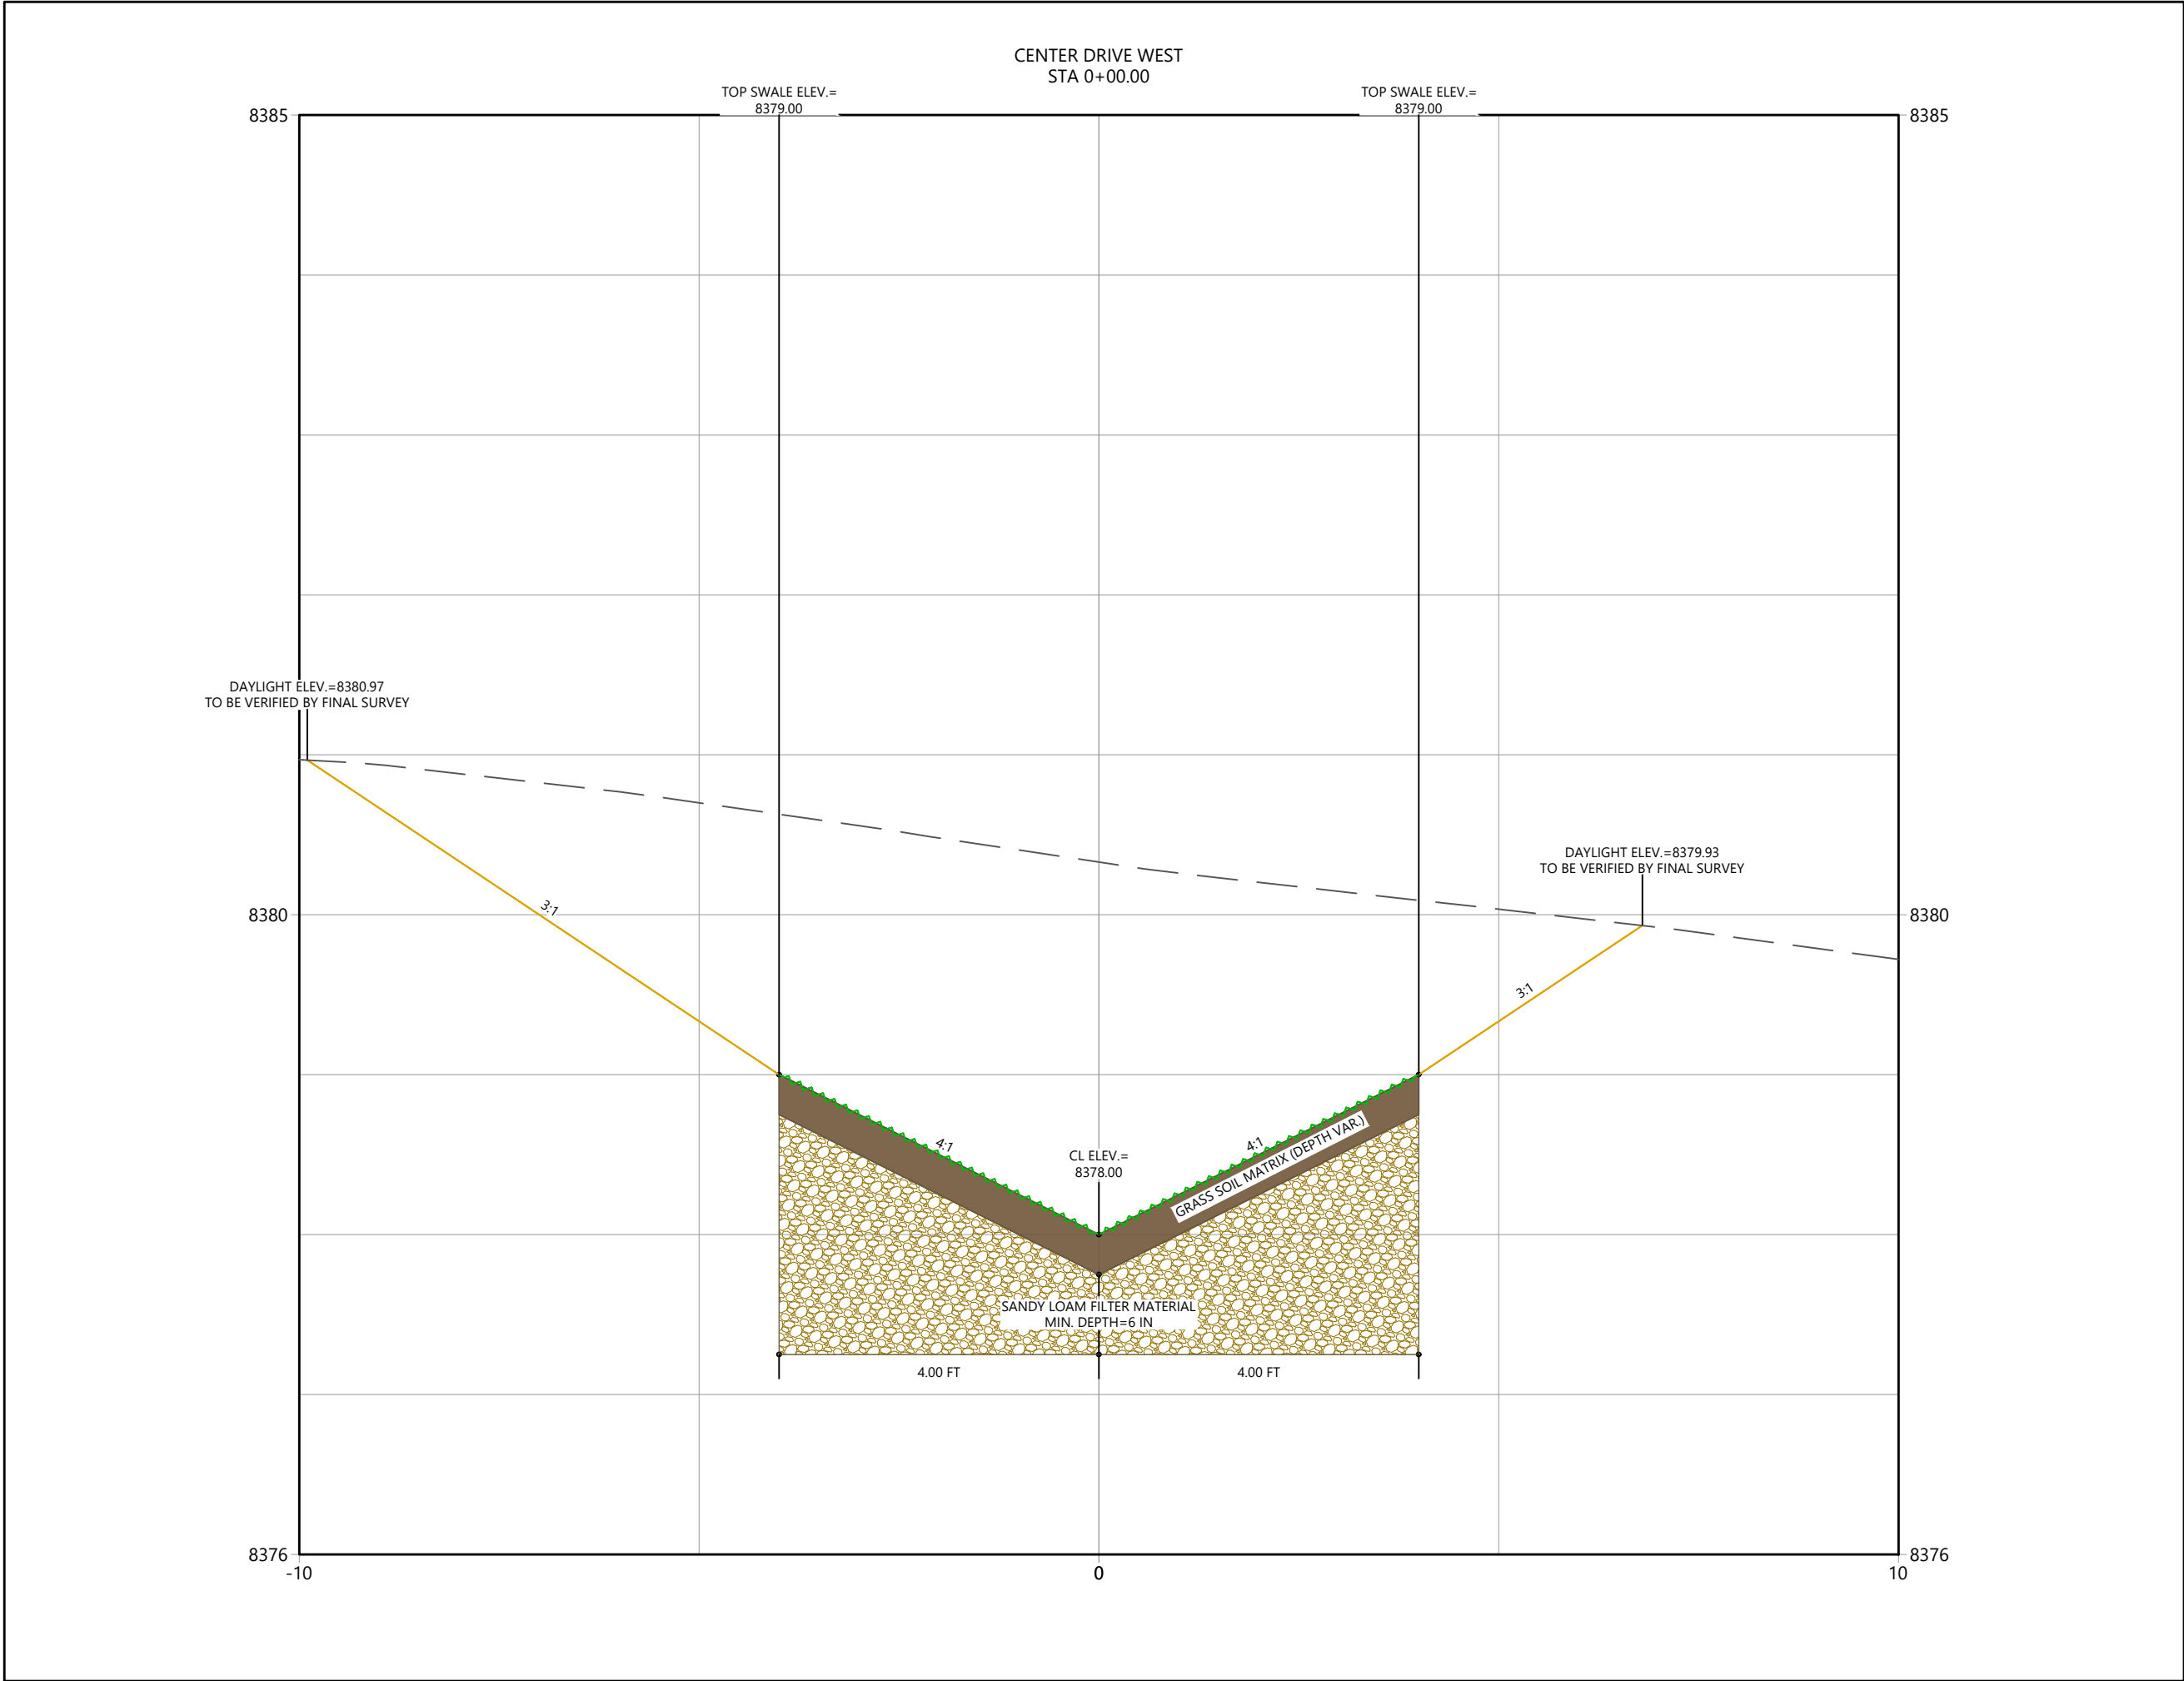 CENTER DRIVE WEST
STA 0+00.00
TOP SWALE ELEV.=
8379.00
TOP SWALE ELEV.=
8379.00
8385
8385
DAYLIGHT ELEV.=8380.97
TO BE VERIFIED BY FINAL SURVEY
DAYLIGHT ELEV.=8379.93
TO BE VERIFIED BY FINAL SURVEY
3:1
8380
8380
3:1
4:1
4:1
GRASS SOIL MATRIX (DEPTH VAR.)
CL ELEV.=
8378.00
SANDY LOAM FILTER MATERIAL
MIN. DEPTH=6 IN
4.00 FT
4.00 FT
8376
8376
-10
0
10